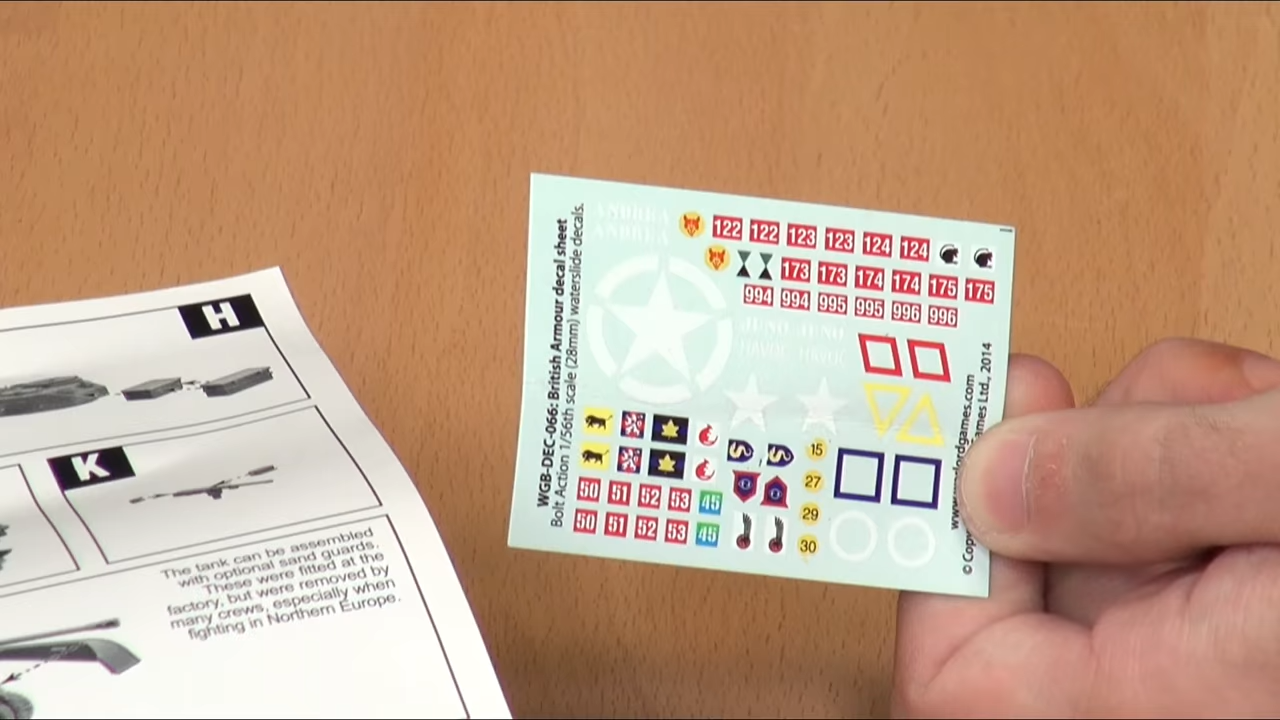 H
K
The tank can be assembled
with optional sand guards.
These were fitted at the
factory, but were removed by
many crews, especially when
fighting in Northern Europe.
WGB-DEC-066: British Armour decal sheet
Bolt Action 1/56th scale (28mm) waterslide decals.
ANDREA
ANDREA
122 122 123 123 124 124
173 173 174 174 175 175
994 994 995 995 996 996
JUNO JUNO
HAVOC HAVOC
15
27
50 51 52 53 45
29
50 51 52 53 45
30
ordgames.com
ames Ltd., 2014